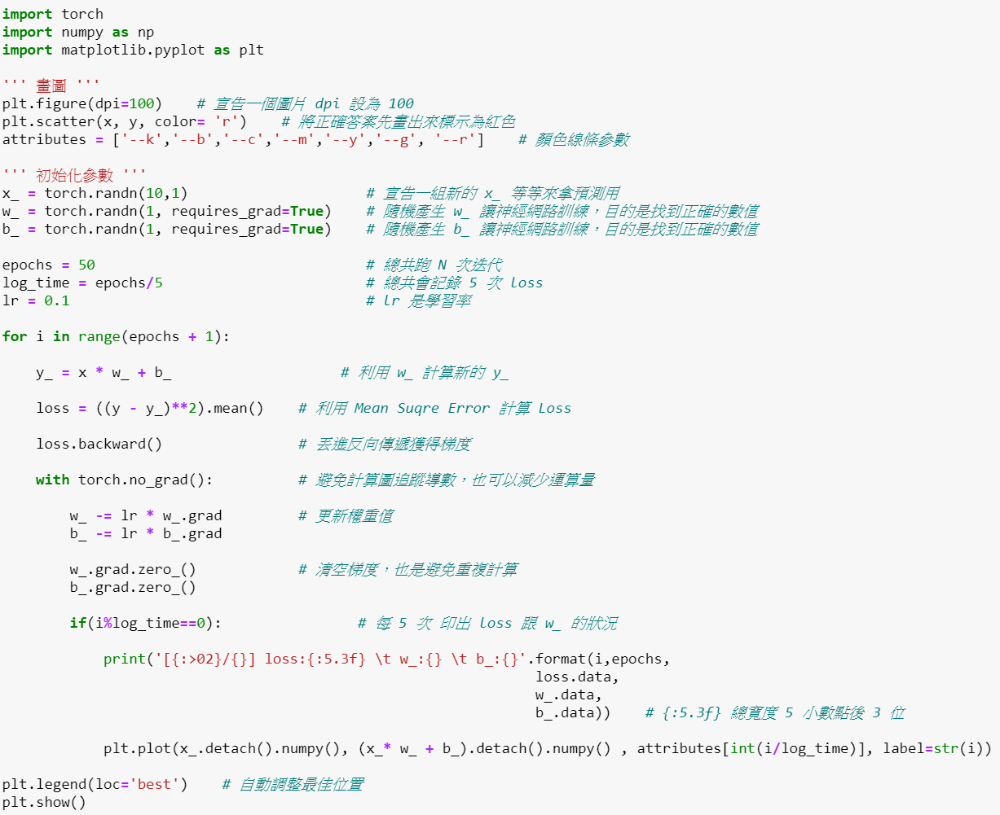 import torch
import numpy as np
import matplotlib.pyplot as plt
''' 畫圖 '''
plt.figure(dpi=100)    # 宣告一個圖片 dpi 設為 100
plt.scatter(x, y, color= 'r')    # 將正確答案先畫出來標示為紅色
attributes = ['--k','--b','--c','--m','--y','--g', '--r']    # 顏色線條參數
''' 初始化參數 '''
x_ = torch.randn(10,1)                     # 宣告一組新的 x_ 等等來拿預測用
w_ = torch.randn(1, requires_grad=True)    # 隨機產生 w_ 讓神經網路訓練，目的是找到正確的數值
b_ = torch.randn(1, requires_grad=True)    # 隨機產生 b_ 讓神經網路訓練，目的是找到正確的數值
epochs = 50                                # 總共跑 N 次迭代
log_time = epochs/5                        # 總共會記錄 5 次 loss
lr = 0.1                                   # lr 是學習率
for i in range(epochs + 1):
    y_ = x * w_ + b_                    # 利用 w_ 計算新的 y_
    loss = ((y - y_)**2).mean()    # 利用 Mean Suqre Error 計算 Loss
    loss.backward()                # 丟進反向傳遞獲得梯度
    with torch.no_grad():          # 避免計算圖追蹤導數，也可以減少運算量
        w_ -= lr * w_.grad         # 更新權重值
        b_ -= lr * b_.grad
        w_.grad.zero_()            # 清空梯度，也是避免重複計算
        b_.grad.zero_()
        if(i%log_time==0):                # 每 5 次 印出 loss 跟 w_ 的狀況
            print('[{:>02}/{}] loss:{:5.3f} \t w_:{} \t b_:{}'.format(i,epochs,
                                                               loss.data,
                                                               w_.data,
                                                               b_.data))    # {:5.3f} 總寬度 5 小數點後 3 位
            plt.plot(x_.detach().numpy(), (x_* w_ + b_).detach().numpy() , attributes[int(i/log_time)], label=str(i))
plt.legend(loc='best')    # 自動調整最佳位置
plt.show()